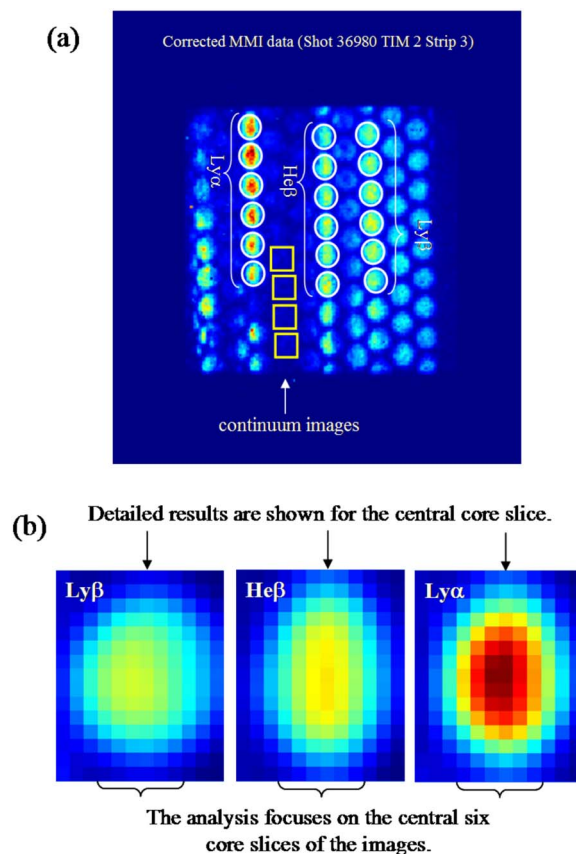 (a)
Corrected MMI data (Shot 36980 TIM 2 Strip 3)
Lyα
Heβ
Lyβ
continuum images
(b)
Detailed results are shown for the central core slice.
Lyβ
Heβ
Lyα
The analysis focuses on the central six
core slices of the images.